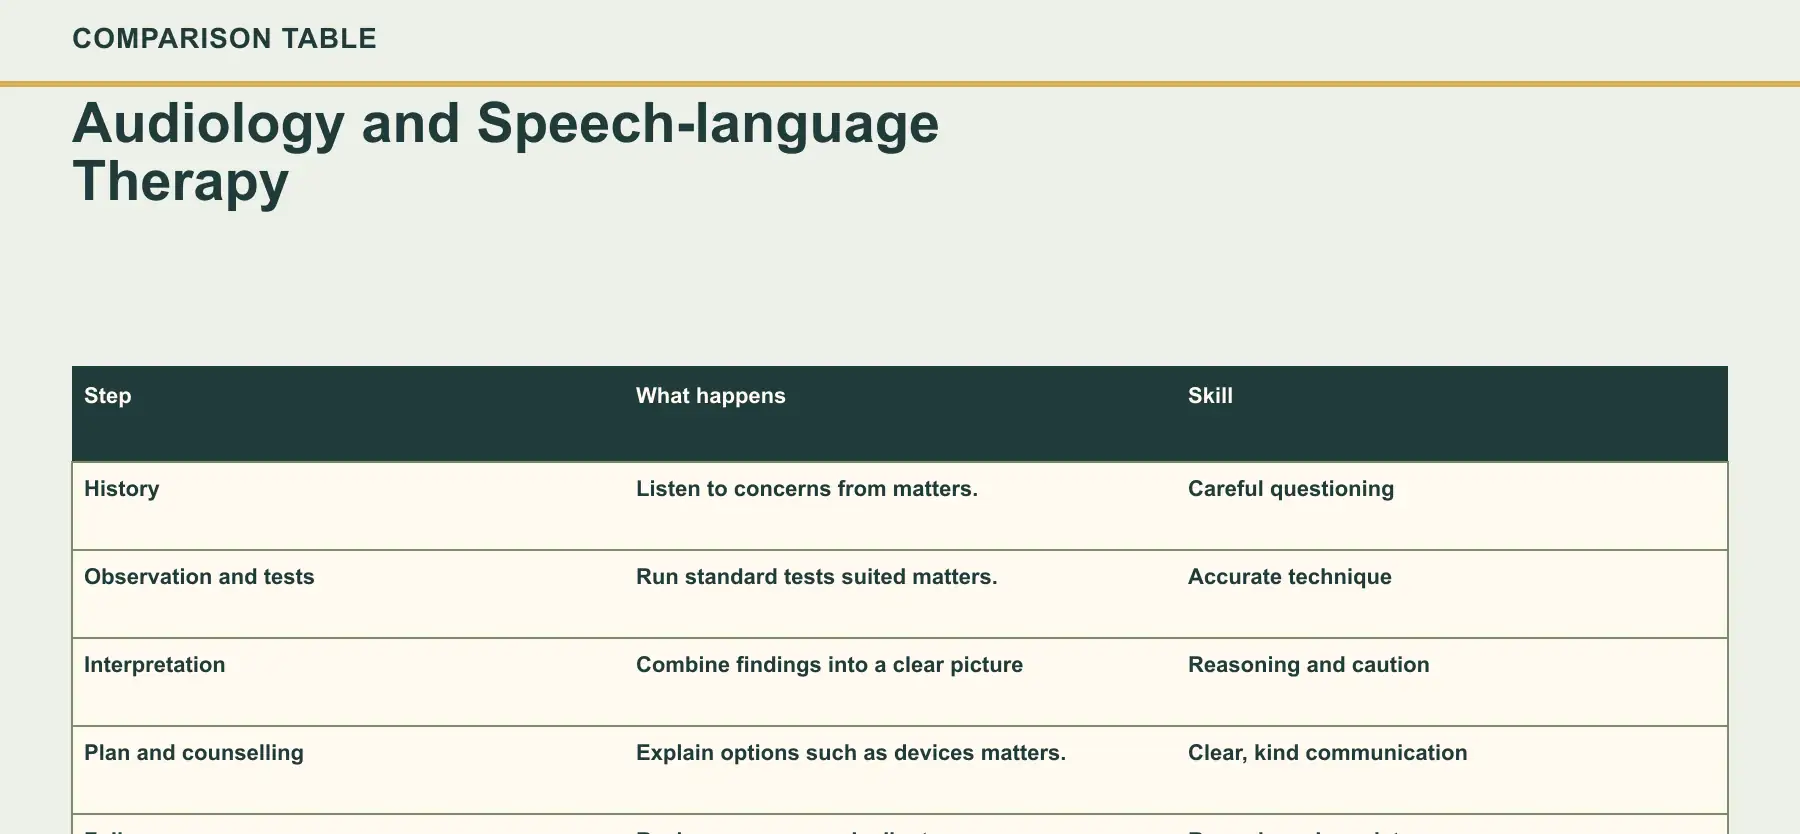 COMPARISON TABLE
Audiology and Speech-language
Therapy
Step What happens Skill
History Listen to concerns from matters. Careful questioning
Observation and tests Run standard tests suited matters. Accurate technique
Interpretation Combine findings into a clear picture Reasoning and caution
Plan and counselling Explain options such as devices matters. Clear, kind communication